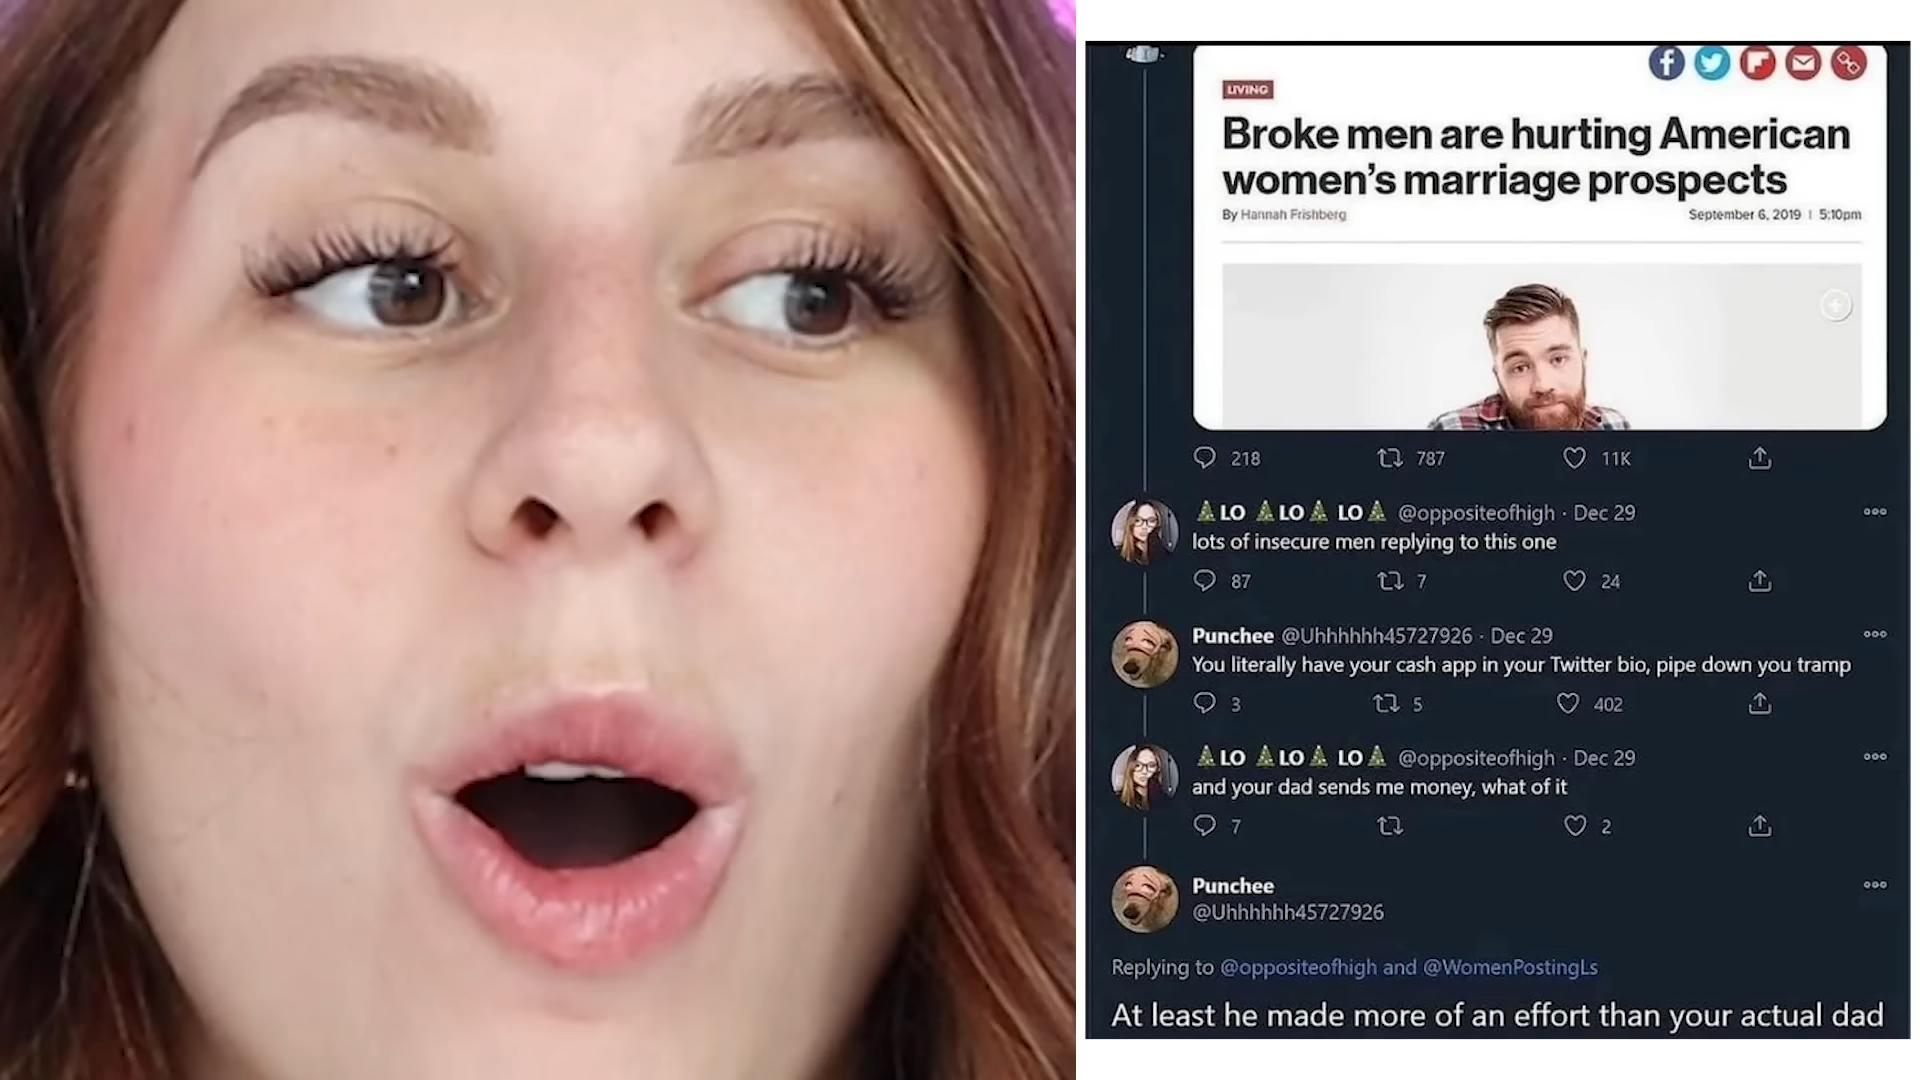 LIVING
Broke men are hurting American
women's marriage prospects
By Hannah Frishberg
September 6, 2019 | 5:10pm
218 787 11K
🎄LO 🎄LO🎄 LO🎄 @oppositeofhigh · Dec 29
lots of insecure men replying to this one
87 7 24
Punchee @Uhhhhhh45727926 · Dec 29
You literally have your cash app in your Twitter bio, pipe down you tramp
3 5 402
🎄LO 🎄LO🎄 LO🎄 @oppositeofhigh · Dec 29
and your dad sends me money, what of it
7 2
Punchee
@Uhhhhhh45727926
Replying to @oppositeofhigh and @WomenPostingLs
At least he made more of an effort than your actual dad